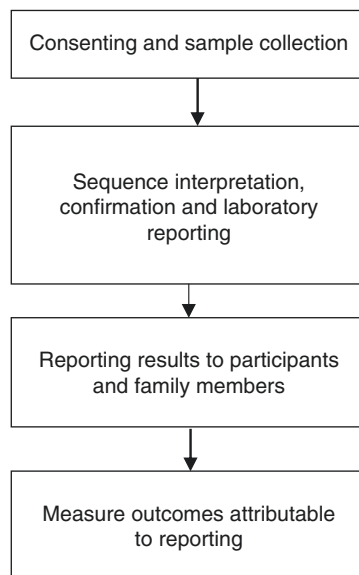 Consenting and sample collection
Sequence interpretation,
confirmation and laboratory
reporting
Reporting results to participants
and family members
Measure outcomes attributable
to reporting